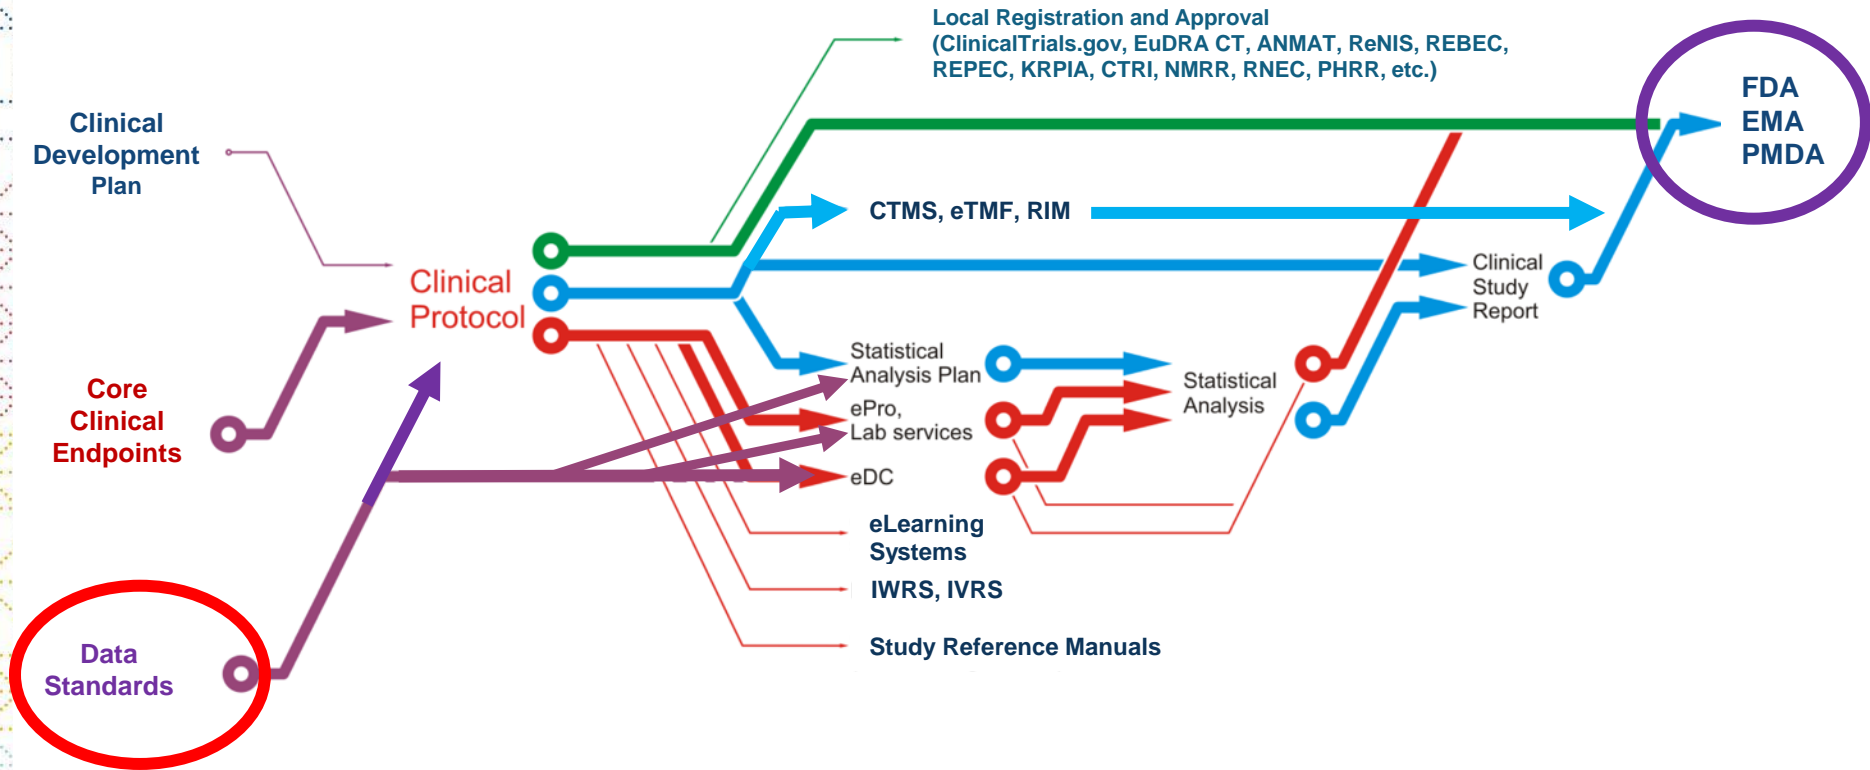 Local Registration and Approval
(ClinicalTrials.gov, EuDRA CT, ANMAT, ReNIS, REBEC,
REPEC, KRPIA, CTRI, NMRR, RNEC, PHRR, etc.)
FDA
EMA
PMDA
Clinical
Development
Plan
CTMS, eTMF, RIM
Clinical
Protocol
Clinical
Study
Report
Core
Clinical
Endpoints
Statistical
Analysis Plan
ePro,
Lab services
eDC
Statistical
Analysis
eLearning
Systems
IWRS, IVRS
Study Reference Manuals
Data
Standards